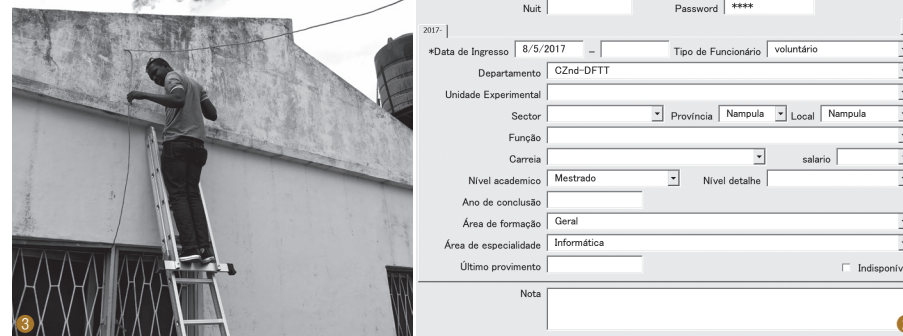 3
Nuit
Password ****
2017-
*Data de Ingresso 8/5/2017 – Tipo de Funcionário voluntário
Departamento CZnd-DFTT
Unidade Experimental
Sector Província Nampula Local Nampula
Função
Carreia salario
Nível academico Mestrado Nível detalhe
Ano de conclusão
Área de formação Geral
Área de especialidade Informática
Último provimento Indisponív
Nota